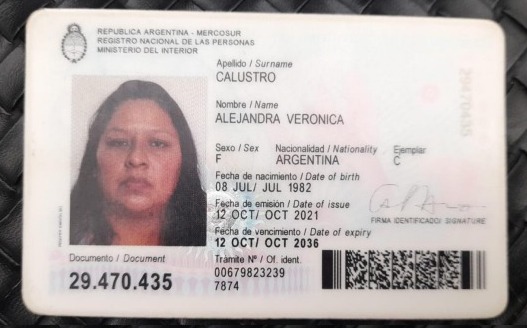 REPUBLICA ARGENTINA - MERCOSUR
REGISTRO NACIONAL DE LAS PERSONAS
MINISTERIO DEL INTERIOR
Apellido / Surname
CALUSTRO
Nombre / Name
ALEJANDRA VERONICA
Sexo / Sex Nacionalidad / Nationality Ejemplar
F ARGENTINA C
Fecha de nacimiento / Date of birth
08 JUL/ JUL 1982
Fecha de emisión / Date of issue
12 OCT/ OCT 2021
FIRMA IDENTIFICADO/ SIGNATURE
Fecha de vencimiento / Date of expiry
12 OCT/ OCT 2036
Documento / Document
29.470.435
Trámite Nº / Of. ident.
00679823239
7874